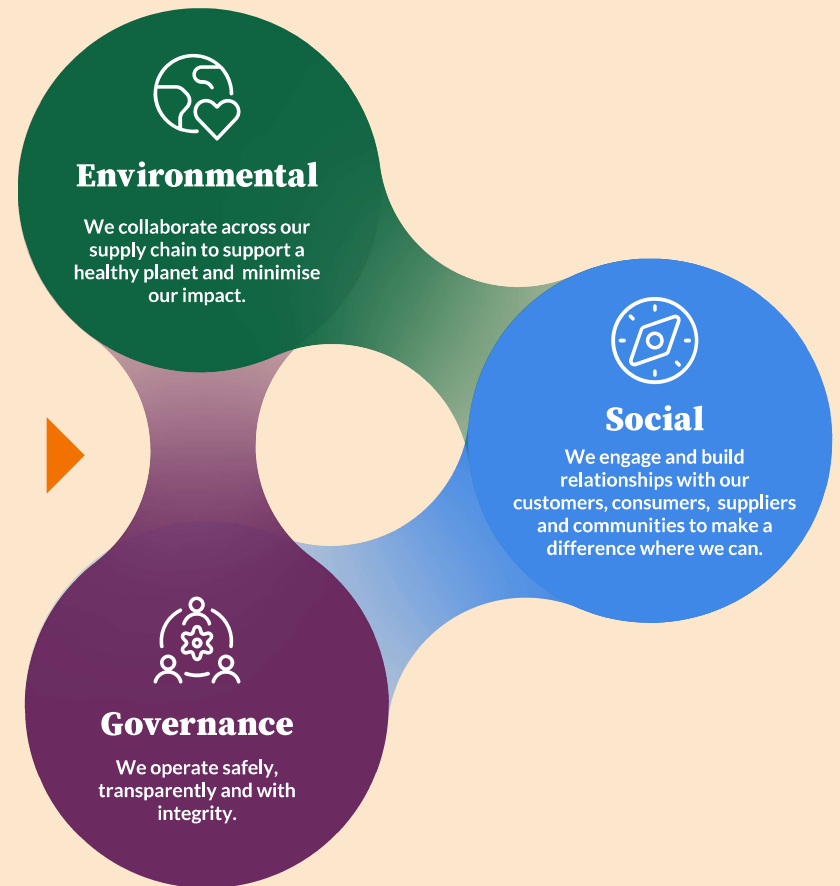 Environmental
We collaborate across our
supply chain to support a
healthy planet and minimise
our impact.
Social
We engage and build
relationships with our
customers, consumers, suppliers
and communities to make a
difference where we can.
Governance
We operate safely,
transparently and with
integrity.